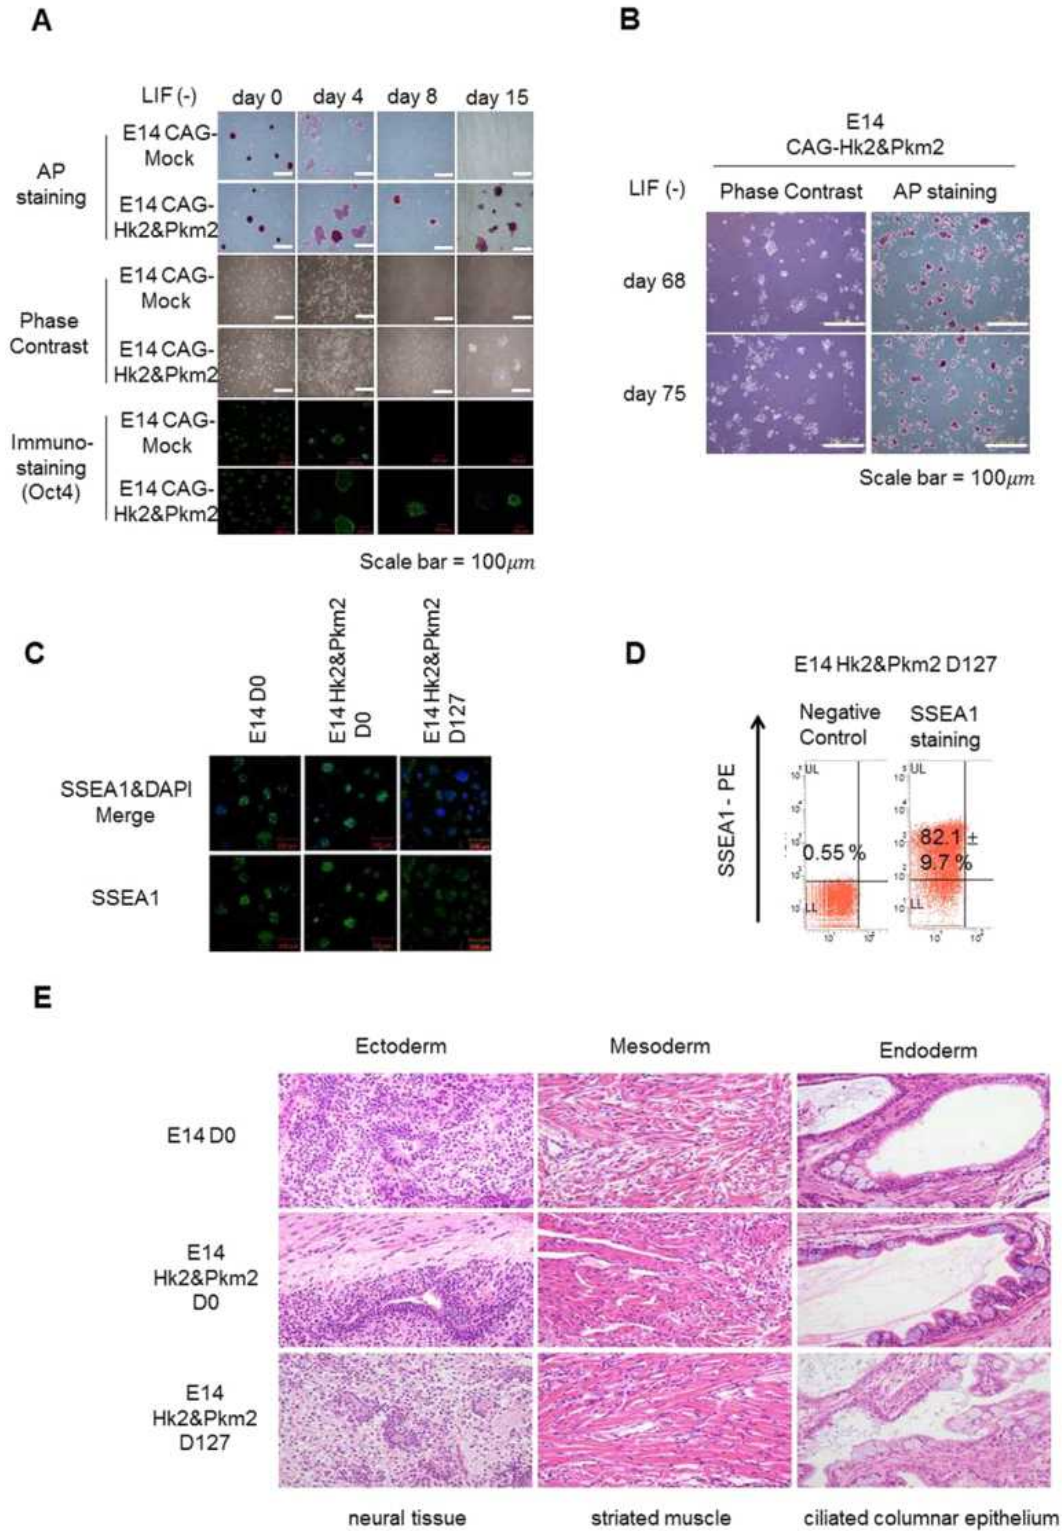 A
LIF (-) day 0 day 4 day 8 day 15
AP
staining
E14 CAG-
Mock
E14 CAG-
Hk2&Pkm2
Phase
Contrast
E14 CAG-
Mock
E14 CAG-
Hk2&Pkm2
Immuno-
staining
(Oct4)
E14 CAG-
Mock
E14 CAG-
Hk2&Pkm2
Scale bar = 100μm
B
E14
CAG-Hk2&Pkm2
LIF (-) Phase Contrast AP staining
day 68
day 75
Scale bar = 100μm
C
E14 D0
E14 Hk2&Pkm2
D0
E14 Hk2&Pkm2
D127
SSEA1&DAPI
Merge
SSEA1
D
E14 Hk2&Pkm2 D127
Negative
Control
SSEA1
staining
SSEA1 - PE
UL
0.55 %
LL
UL
82.1 ±
9.7 %
LL
E
Ectoderm Mesoderm Endoderm
E14 D0
E14
Hk2&Pkm2
D0
E14
Hk2&Pkm2
D127
neural tissue striated muscle ciliated columnar epithelium